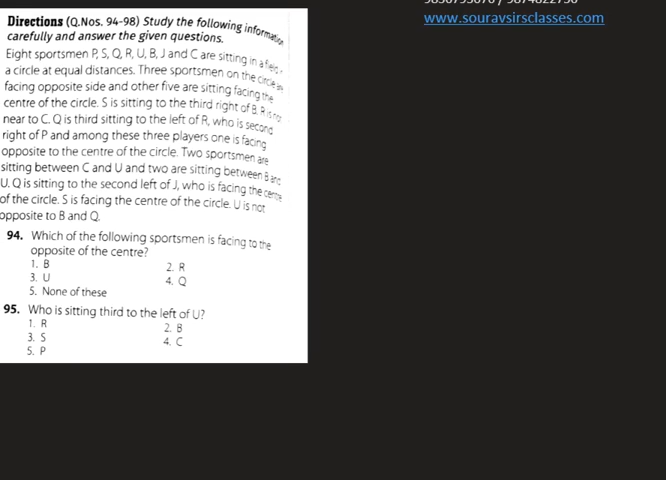 www.souravsirsclasses.com
Directions (Q.Nos. 94-98) Study the following information
carefully and answer the given questions.
Eight sportsmen P, S, Q, R, U, B, J and C are sitting in a field
a circle at equal distances. Three sportsmen on the circle are
facing opposite side and other five are sitting facing the
centre of the circle. S is sitting to the third right of B. R is not
near to C. Q is third sitting to the left of R, who is second
right of P and among these three players one is facing
opposite to the centre of the circle. Two sportsmen are
sitting between C and U and two are sitting between B and
U. Q is sitting to the second left of J, who is facing the centre
of the circle. S is facing the centre of the circle. U is not
opposite to B and Q.
94. Which of the following sportsmen is facing to the
opposite of the centre?
1. B 2. R
3. U 4. Q
5. None of these
95. Who is sitting third to the left of U?
1. R 2. B
3. S 4. C
5. P